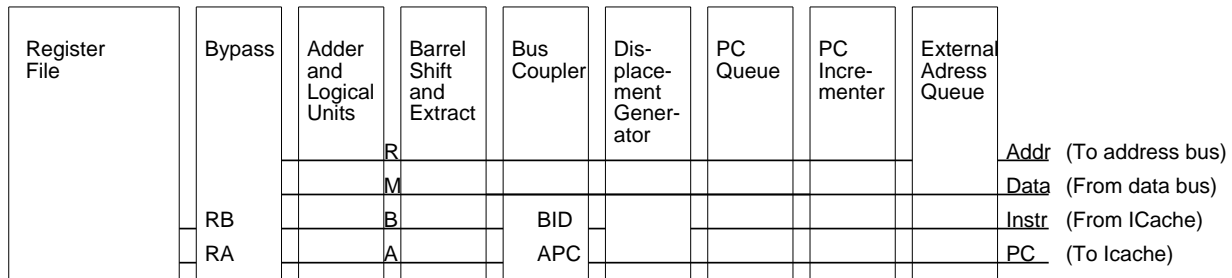 Register
File
Bypass
Adder
and
Logical
Units
Barrel
Shift
and
Extract
Bus
Coupler
Dis-
place-
ment
Gener-
ator
PC
Queue
PC
Incre-
menter
External
Adress
Queue
R
Addr (To address bus)
M
Data (From data bus)
RB B BID Instr (From ICache)
RA A APC PC (To Icache)